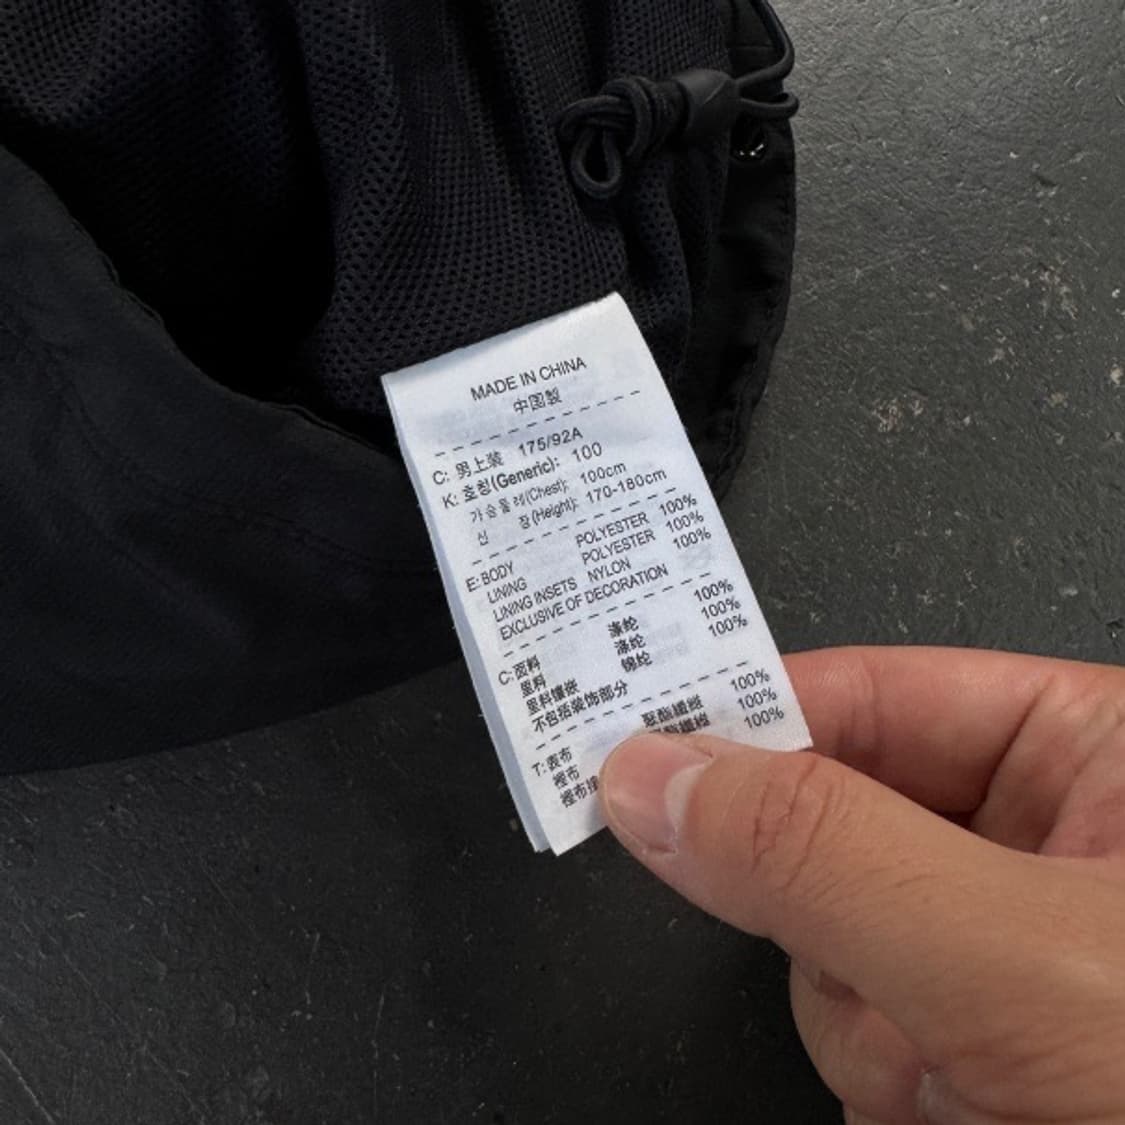 MADE IN CHINA
中国製
C: 男上装 175/92A
K: 호칭(Generic): 100
가슴둘레(Chest): 100cm
신 장(Height): 170-180cm
E: BODY POLYESTER 100%
LINING POLYESTER 100%
LINING INSETS NYLON 100%
EXCLUSIVE OF DECORATION
C: 面料 涤纶 100%
里料 涤纶 100%
里料镶嵌 锦纶 100%
不包括装饰部分
T: 表布 聚酯纖維 100%
裡布 100%
裡布 100%